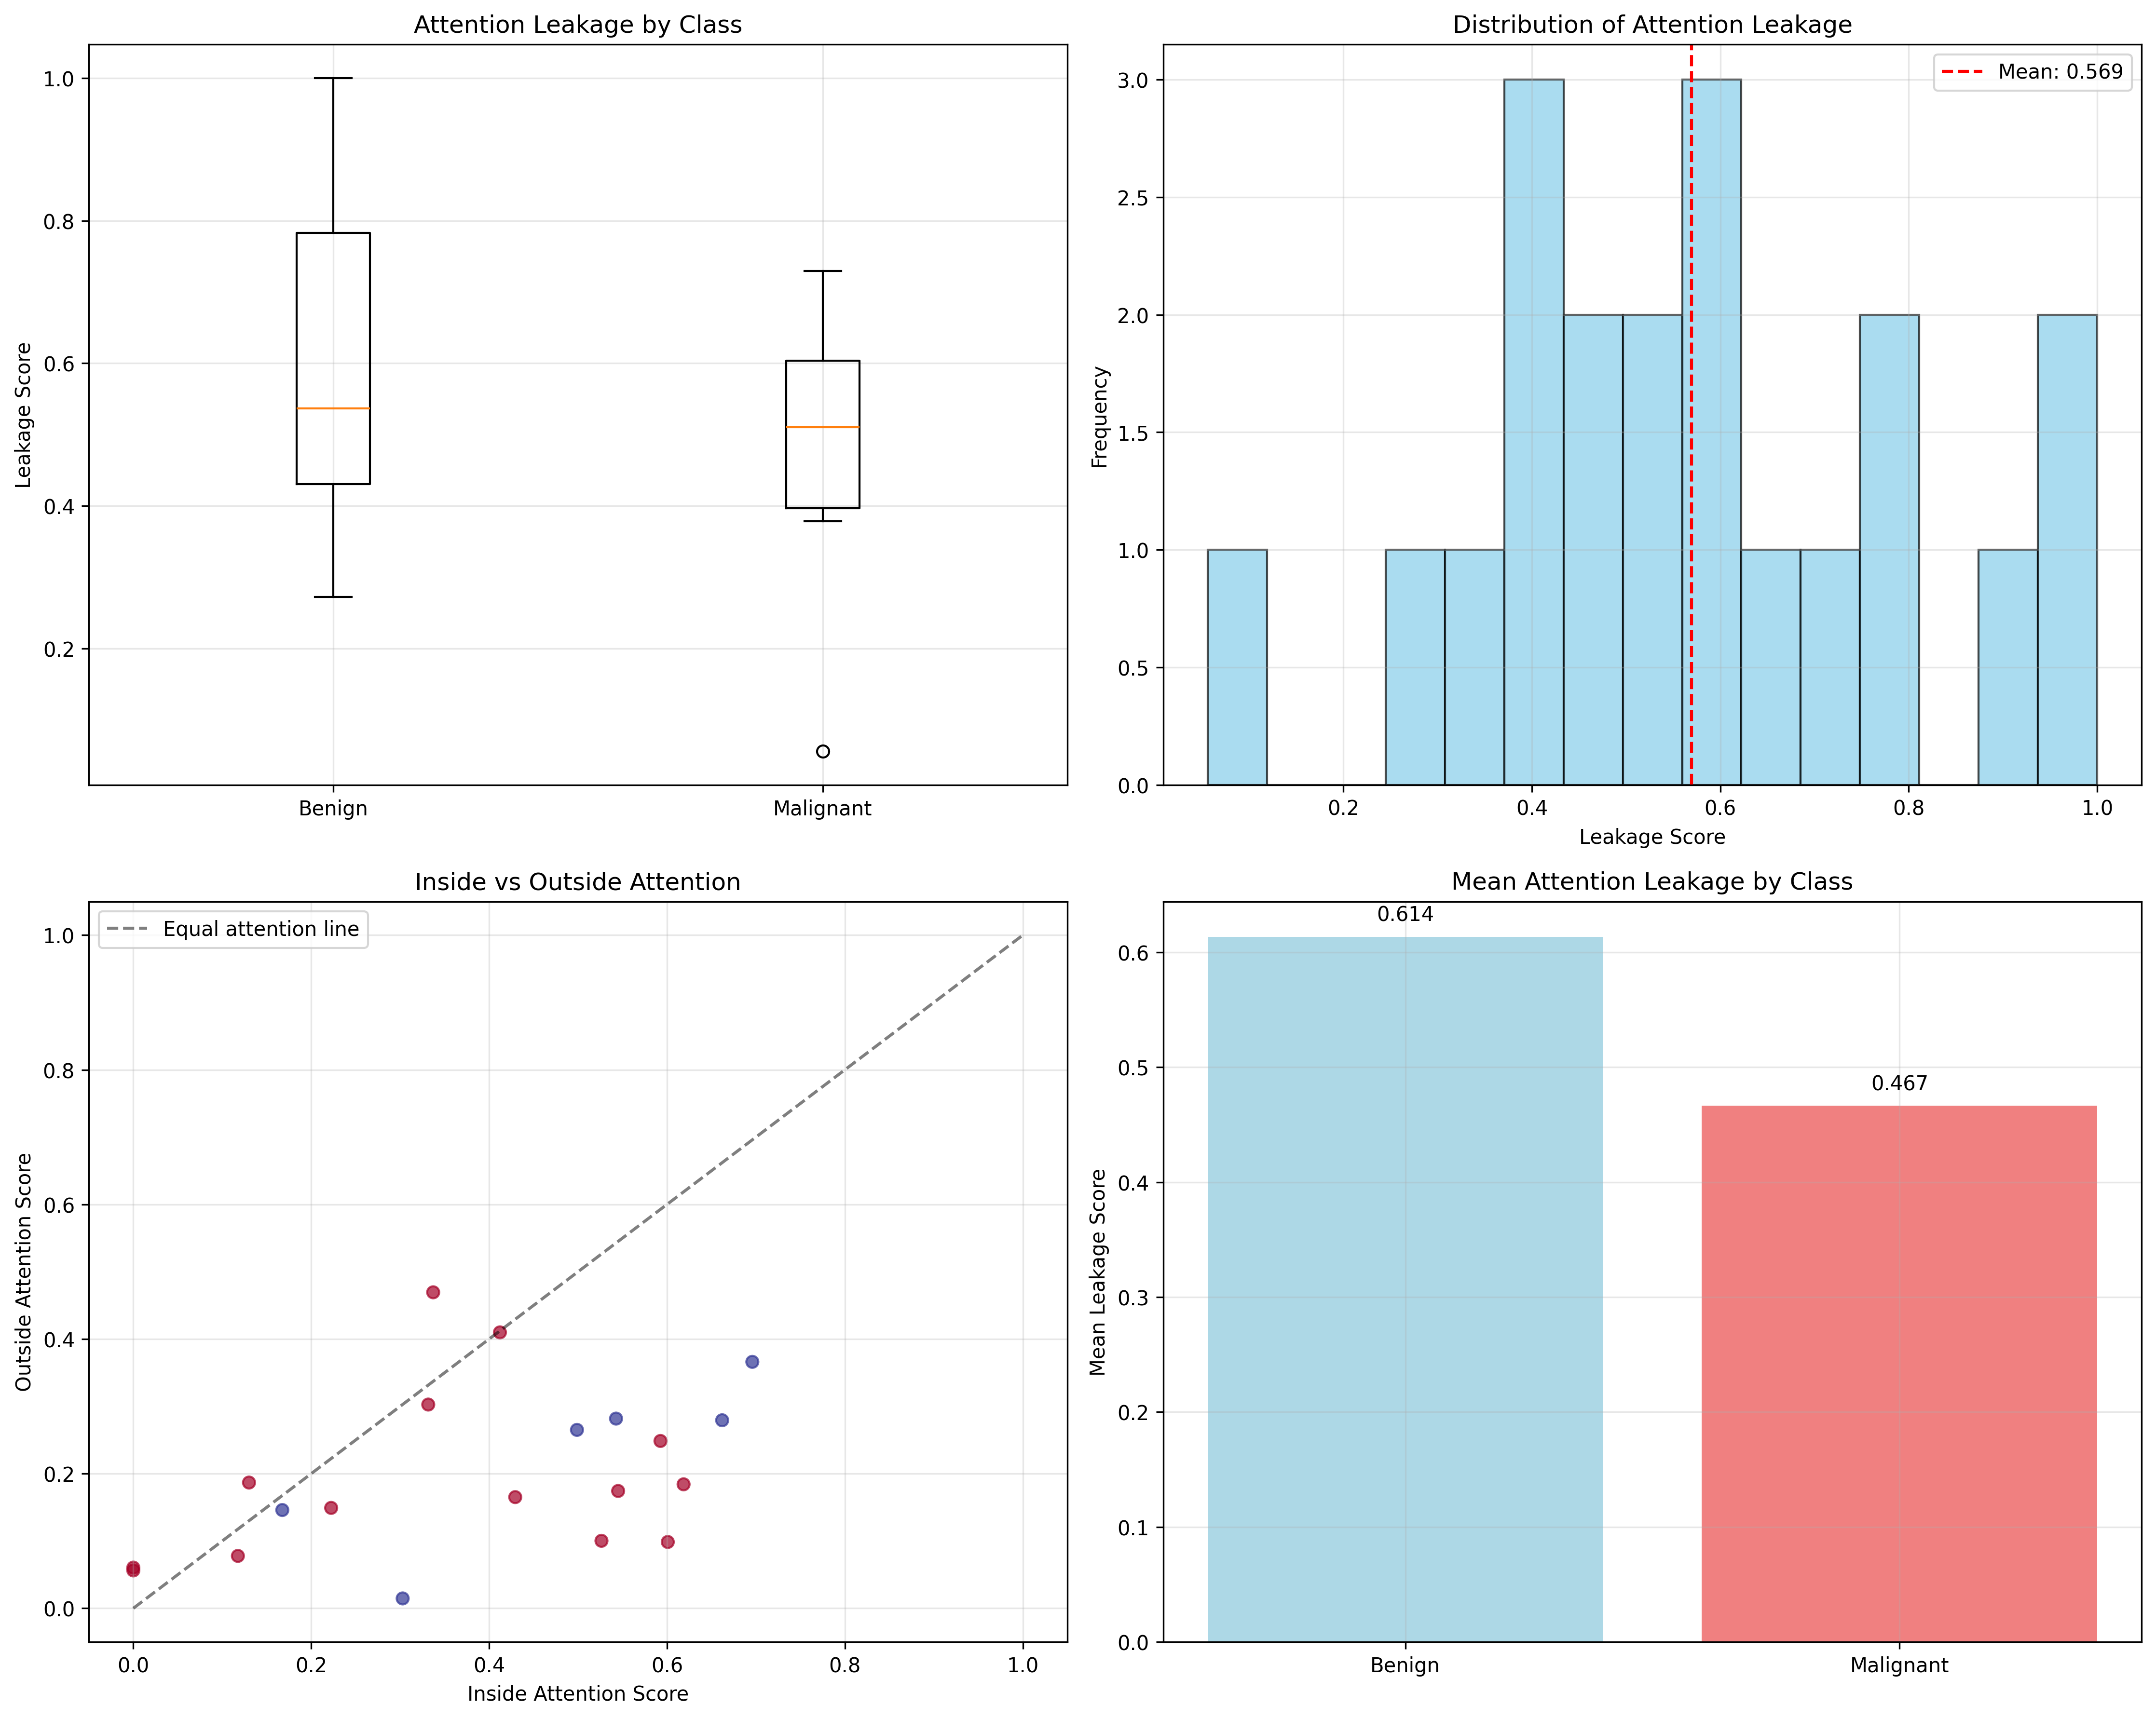 Attention Leakage by Class
Leakage Score
1.0
0.8
0.6
0.4
0.2
Benign
Malignant
Distribution of Attention Leakage
Mean: 0.569
Frequency
3.0
2.5
2.0
1.5
1.0
0.5
0.0
0.2
0.4
0.6
0.8
1.0
Leakage Score
Inside vs Outside Attention
Equal attention line
Outside Attention Score
1.0
0.8
0.6
0.4
0.2
0.0
0.0
0.2
0.4
0.6
0.8
1.0
Inside Attention Score
Mean Attention Leakage by Class
0.614
0.467
Mean Leakage Score
0.6
0.5
0.4
0.3
0.2
0.1
0.0
Benign
Malignant